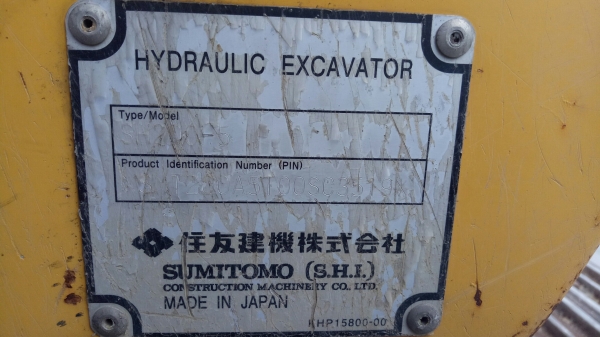 HYDRAULIC EXCAVATOR
Type/Model
Product Identification Number (PIN)
住友建機株式会社
SUMITOMO (S.H.I.)
CONSTRUCTION MACHINERY CO., LTD.
MADE IN JAPAN
KHP15800-00